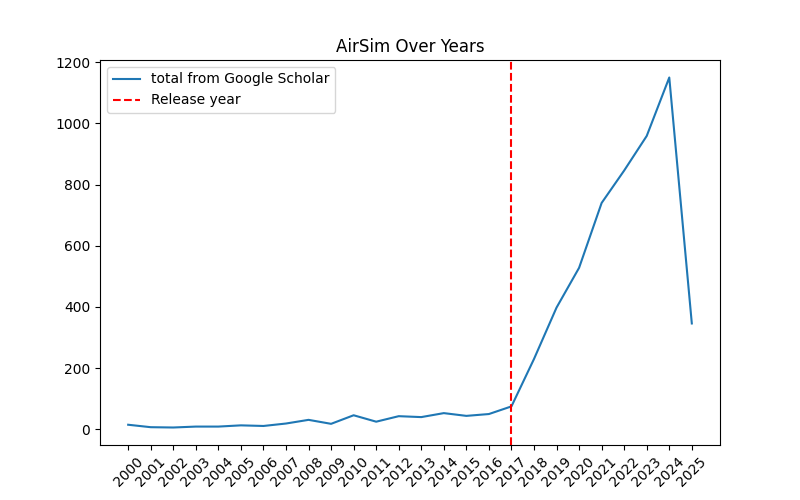 AirSim Over Years
total from Google Scholar
Release year
1200
1000
800
600
400
200
0
2000 2001 2002 2003 2004 2005 2006 2007 2008 2009 2010 2011 2012 2013 2014 2015 2016 2017 2018 2019 2020 2021 2022 2023 2024 2025